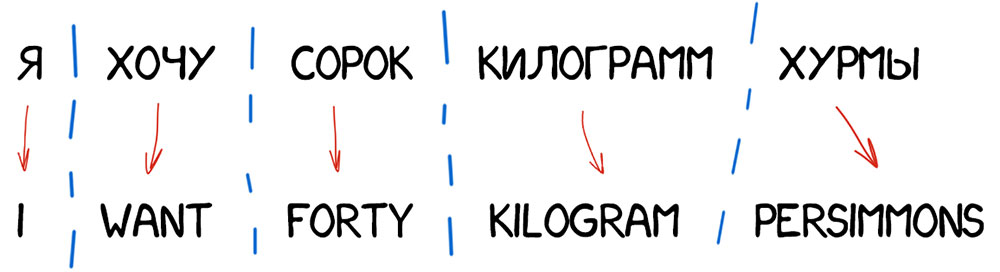 Я ХОЧУ СОРОК КИЛОГРАММ ХУРМЫ
I WANT FORTY KILOGRAM PERSIMMONS